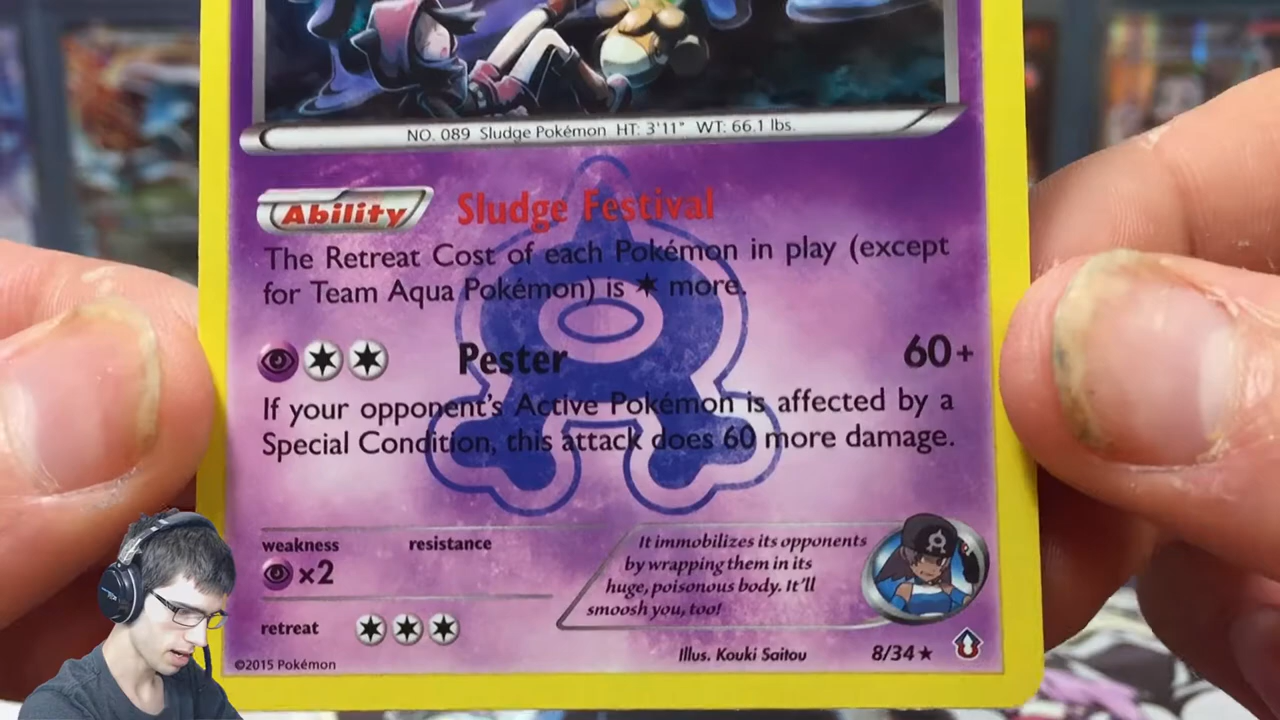 NO. 089 Sludge Pokémon HT: 3'11" WT: 66.1 lbs.
Ability Sludge Festival
The Retreat Cost of each Pokémon in play (except
for Team Aqua Pokémon) is more.
Pester 60+
If your opponent's Active Pokémon is affected by a
Special Condition, this attack does 60 more damage.
weakness resistance
x2
retreat
It immobilizes its opponents
by wrapping them in its
huge, poisonous body. It'll
smoosh you, too!
©2015 Pokémon
Illus. Kouki Saitou 8/34